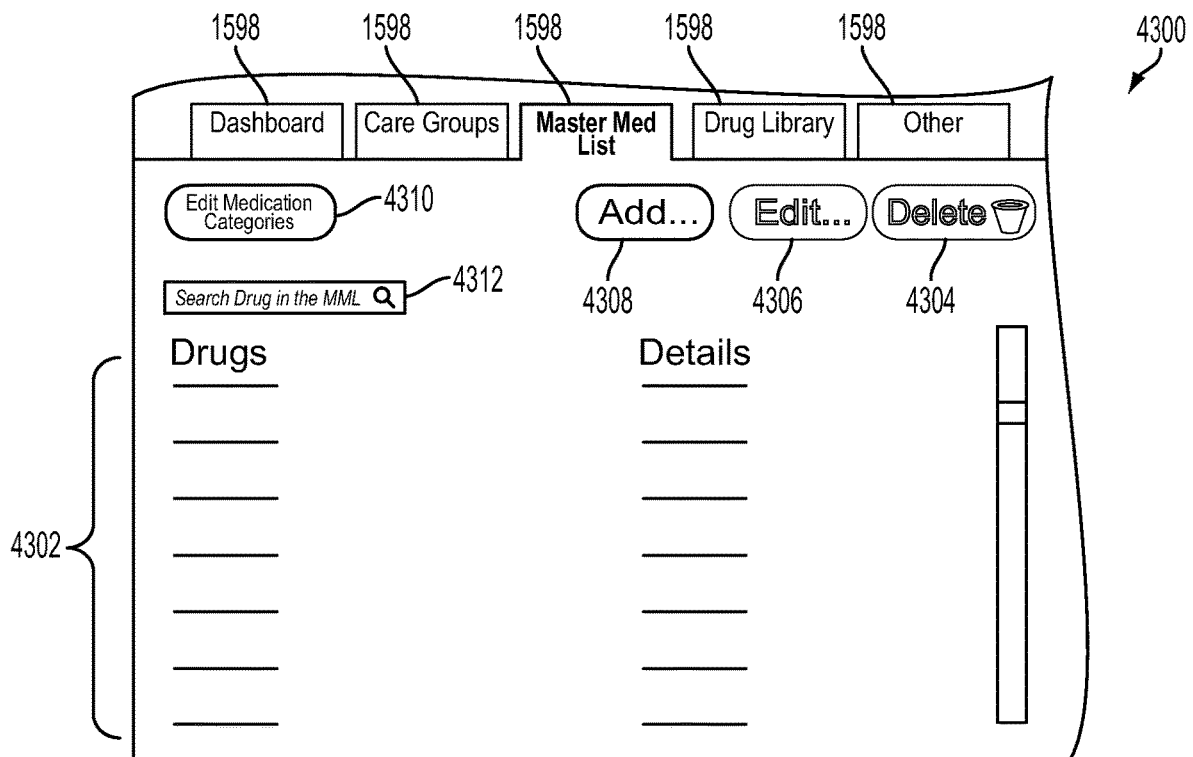 1598 1598 1598 1598 1598 4300
Dashboard Care Groups Master Med List Drug Library Other
Edit Medication Categories 4310 Add... Edit... Delete
4308 4306 4304
Search Drug in the MML 4312
Drugs Details
4302